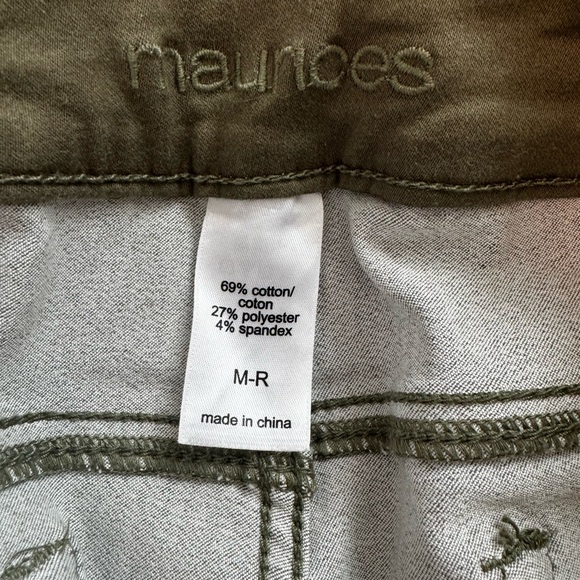 maurices
69% cotton/
coton
27% polyester
4% spandex
M-R
made in china